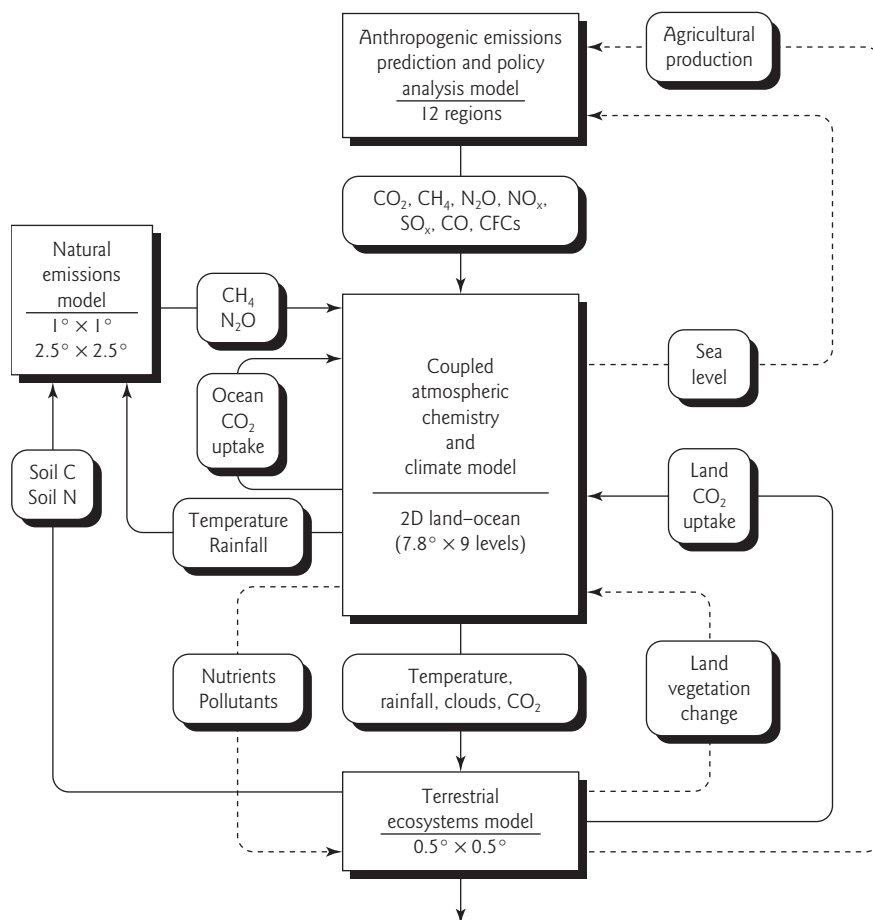 Anthropogenic emissions
prediction and policy
analysis model
12 regions
Agricultural
production
CO₂, CH₄, N₂O, NOₓ,
SOₓ, CO, CFCs
Natural
emissions
model
1° × 1°
2.5° × 2.5°
CH₄
N₂O
Ocean
CO₂
uptake
Coupled
atmospheric
chemistry
and
climate model
2D land–ocean
(7.8° × 9 levels)
Sea
level
Soil C
Soil N
Temperature
Rainfall
Land
CO₂
uptake
Nutrients
Pollutants
Temperature,
rainfall, clouds, CO₂
Land
vegetation
change
Terrestrial
ecosystems model
0.5° × 0.5°